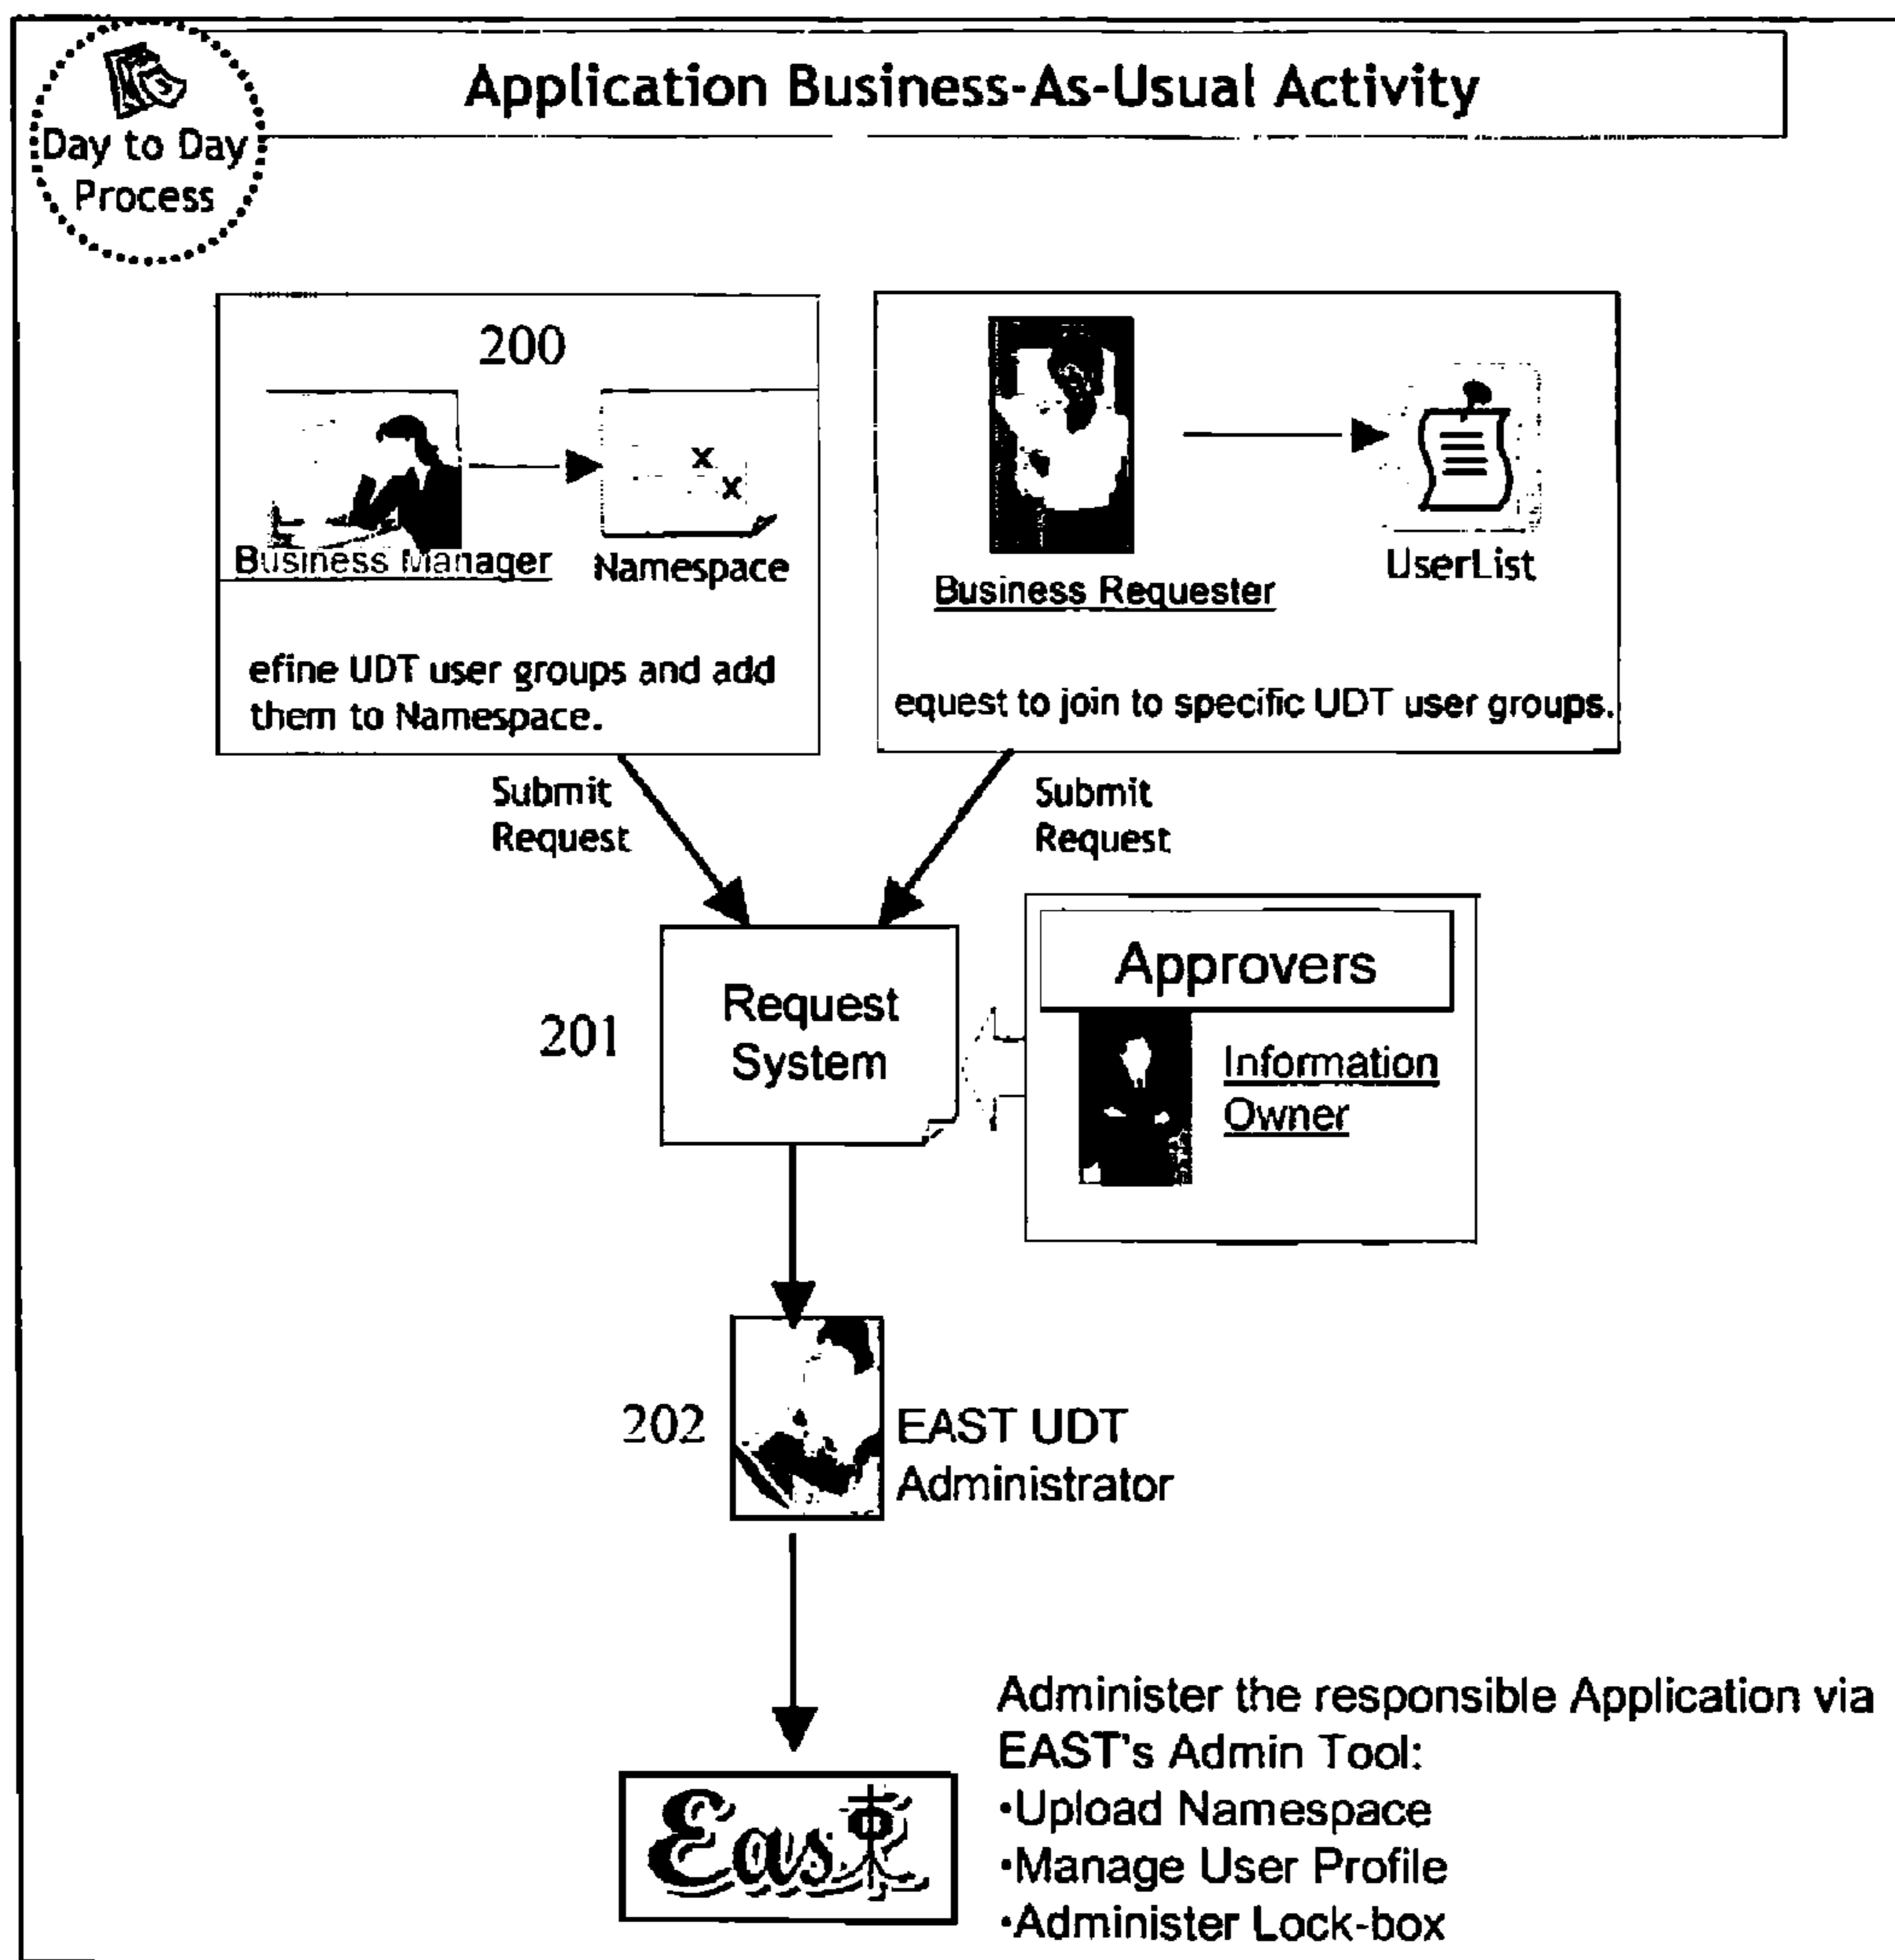 Application Business-As-Usual Activity
Day to Day
Process
200
Business Manager
Namespace
efine UDT user groups and add
them to Namespace.
Business Requester
UserList
equest to join to specific UDT user groups.
Submit
Request
Submit
Request
201
Request
System
Approvers
Information
Owner
202
EAST UDT
Administrator
Administer the responsible Application via
EAST's Admin Tool:
•Upload Namespace
•Manage User Profile
•Administer Lock-box
East